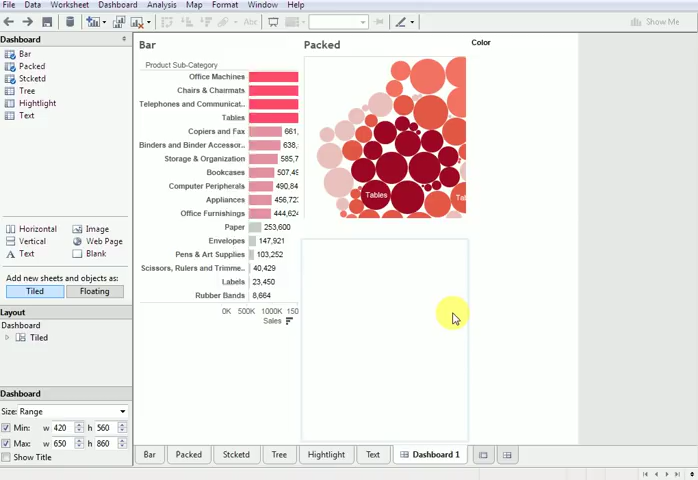 File Data Worksheet Dashboard Analysis Map Format Window Help
Abc
Show Me
Dashboard
Bar
Packed
Stcketd
Tree
Hightlight
Text
Horizontal Image
Vertical Web Page
Text Blank
Add new sheets and objects as:
Tiled Floating
Layout
Dashboard
Tiled
Dashboard
Size: Range
Min: w 420 h 560
Max: w 650 h 860
Show Title
Bar
Product Sub-Category
Office Machines
Chairs & Chairmats
Telephones and Communicat..
Tables
Copiers and Fax 661,
Binders and Binder Accessor.. 638,
Storage & Organization 585,7
Bookcases 507,49
Computer Peripherals 490,84
Appliances 456,723
Office Furnishings 444,624
Paper 253,600
Envelopes 147,921
Pens & Art Supplies 103,252
Scissors, Rulers and Trimme.. 40,429
Labels 23,450
Rubber Bands 8,664
0K 500K 1000K 150
Sales
Packed
Tables
Ta
Color
Bar Packed Stcketd Tree Hightlight Text Dashboard 1